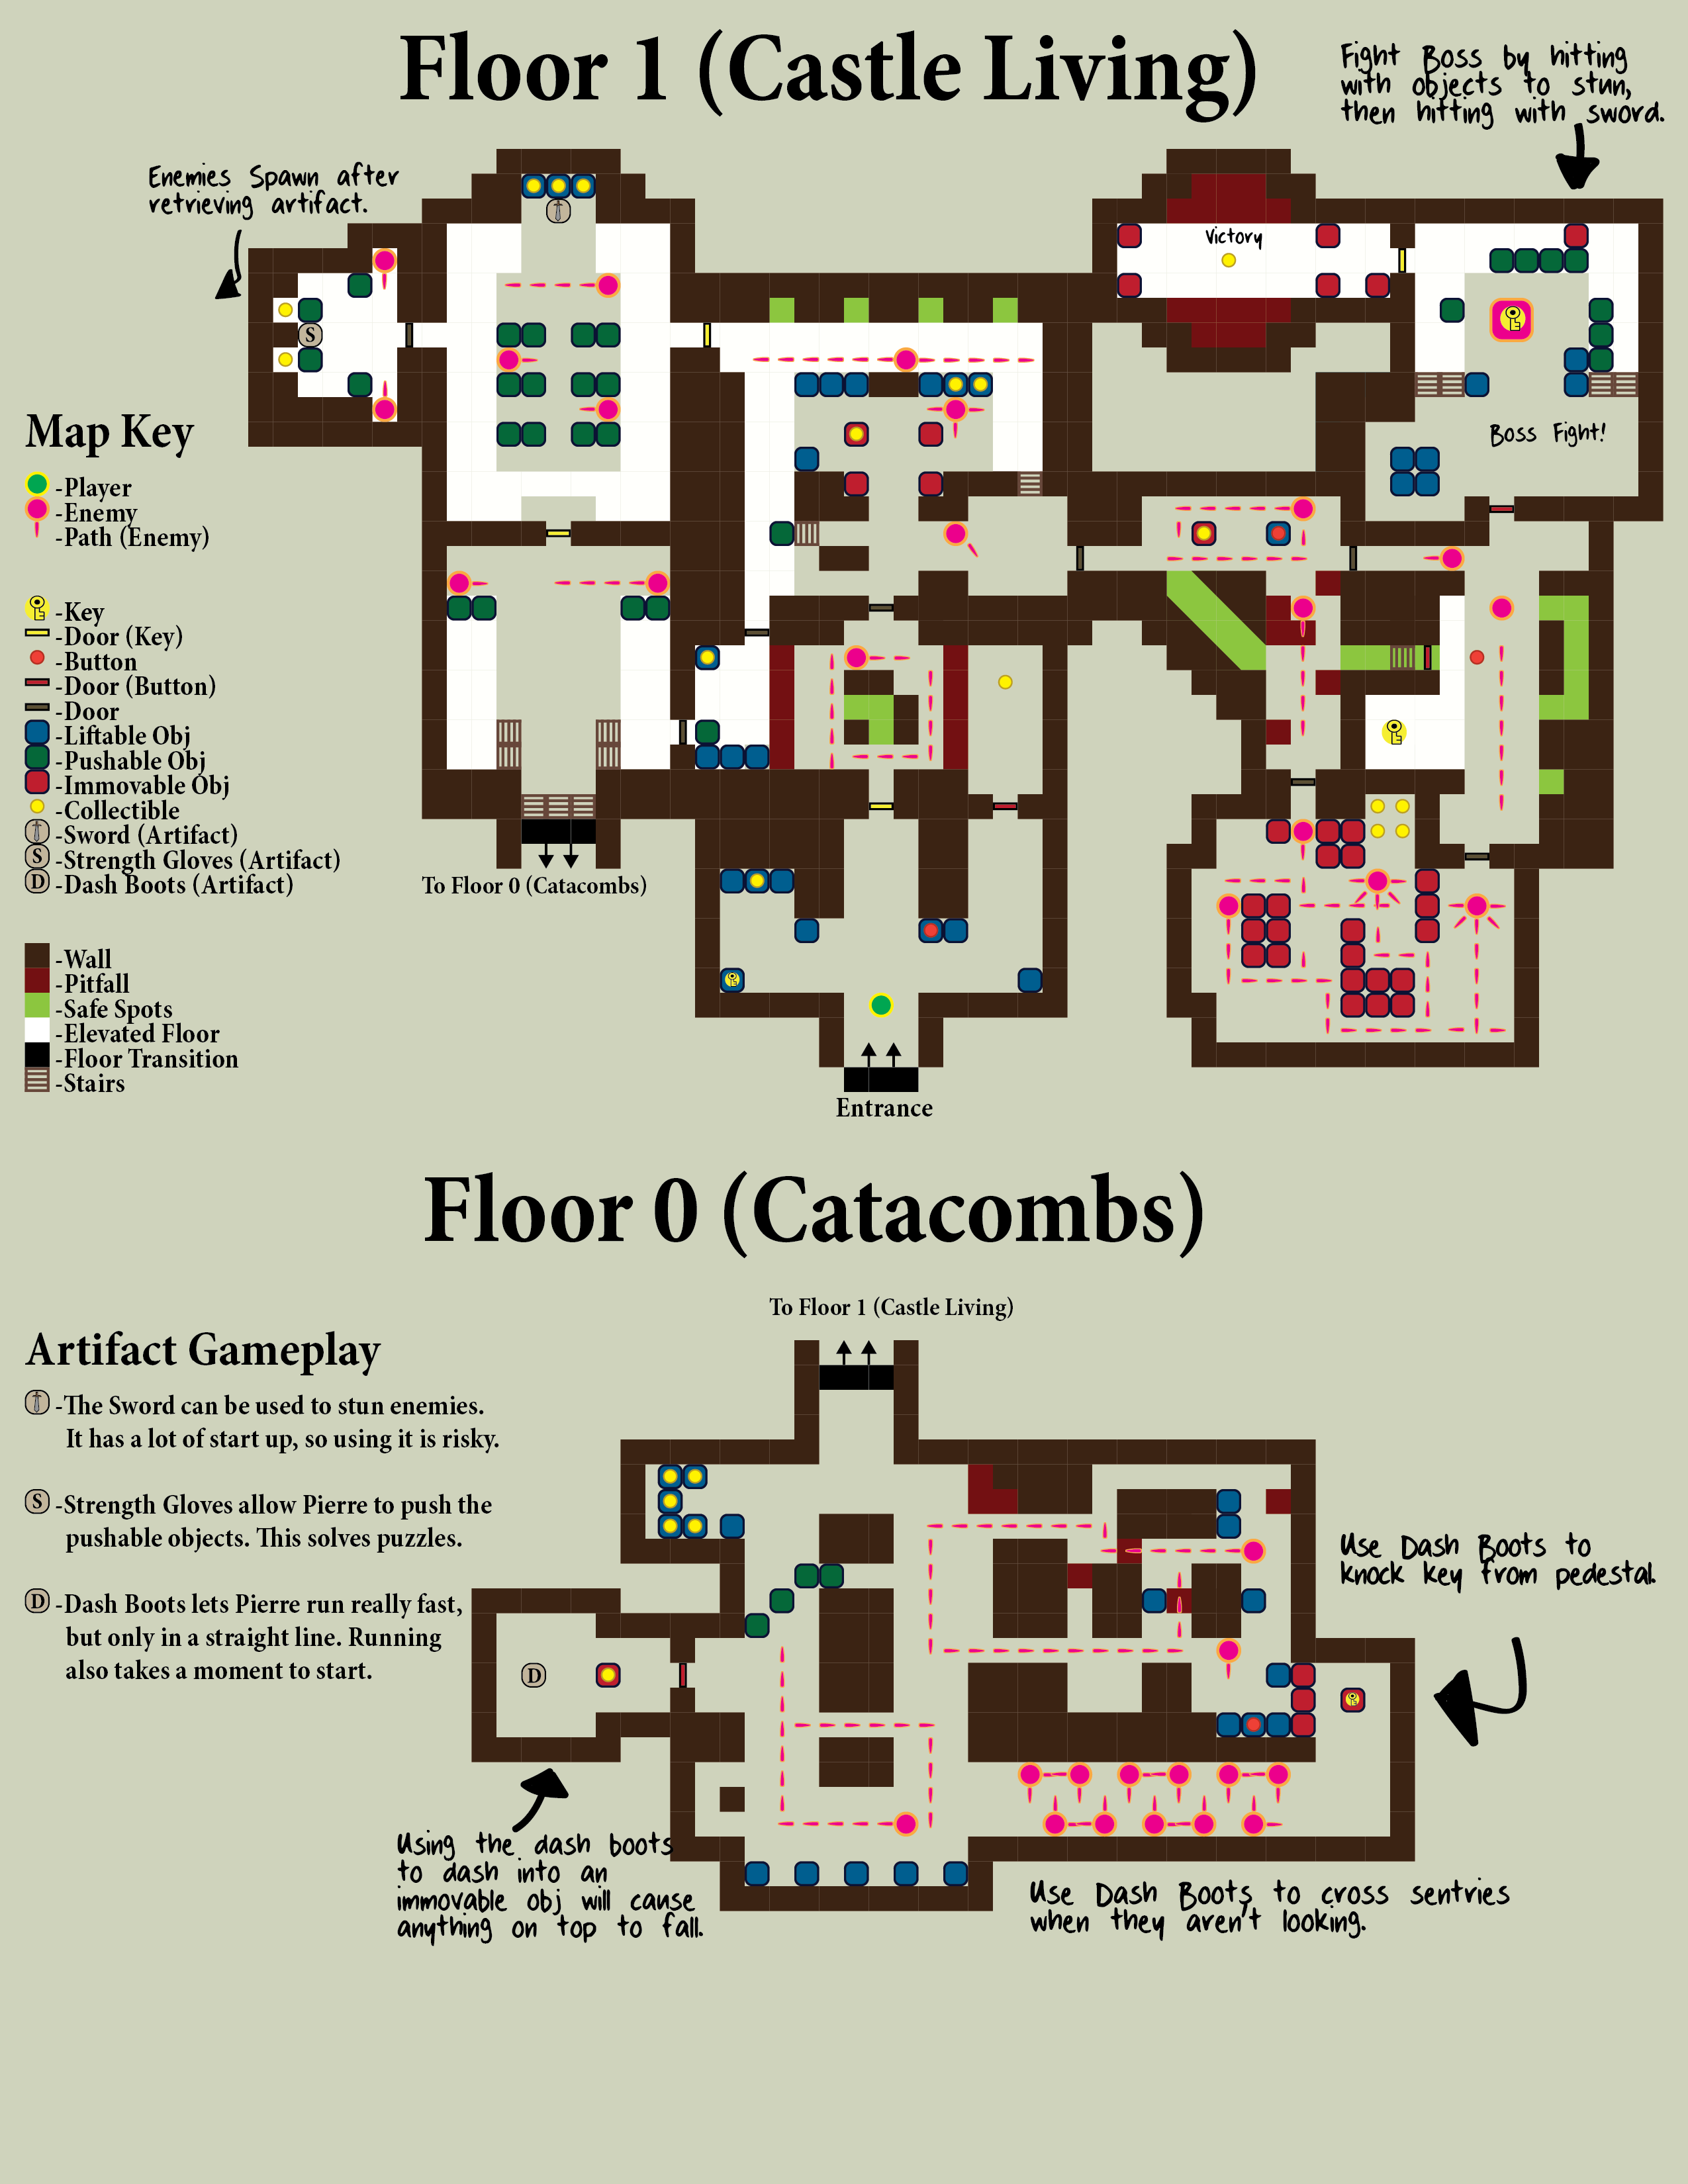 Floor 1 (Castle Living)
Fight Boss by hitting
with objects to stun,
then hitting with sword.
Enemies Spawn after
retrieving artifact.
Victory
S
Boss Fight!
Map Key
-Player
-Enemy
-Path (Enemy)
-Key
-Door (Key)
-Button
-Door (Button)
-Door
-Liftable Obj
-Pushable Obj
-Immovable Obj
-Collectible
-Sword (Artifact)
S -Strength Gloves (Artifact)
D -Dash Boots (Artifact)
-Wall
-Pitfall
-Safe Spots
-Elevated Floor
-Floor Transition
-Stairs
To Floor 0 (Catacombs)
Entrance
Floor 0 (Catacombs)
To Floor 1 (Castle Living)
Artifact Gameplay
-The Sword can be used to stun enemies.
It has a lot of start up, so using it is risky.
S -Strength Gloves allow Pierre to push the
pushable objects. This solves puzzles.
D -Dash Boots lets Pierre run really fast,
but only in a straight line. Running
also takes a moment to start.
Use Dash Boots to
knock key from pedestal.
D
Using the dash boots
to dash into an
immovable obj will cause
anything on top to fall.
Use Dash Boots to cross sentries
when they aren't looking.